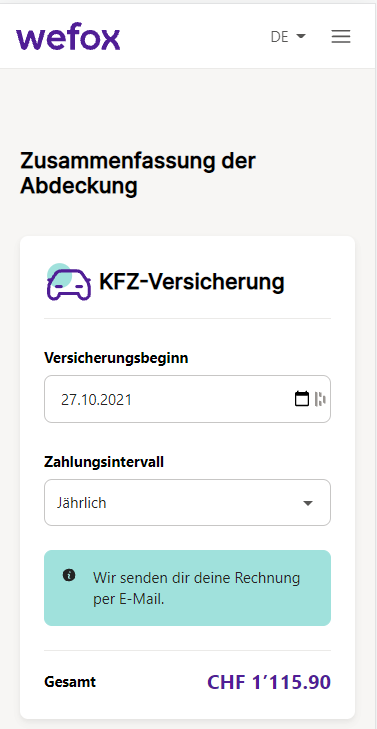 wefox
DE
Zusammenfassung der
Abdeckung
KFZ-Versicherung
Versicherungsbeginn
27.10.2021
Zahlungsintervall
Jährlich
Wir senden dir deine Rechnung
per E-Mail.
Gesamt CHF 1’115.90